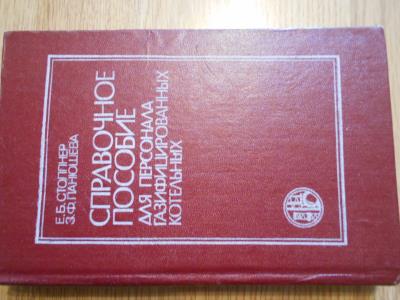 Е.Б. СТОЛПНЕР
З.Ф. ПАНЮШЕВА
СПРАВОЧНОЕ
ПОСОБИЕ
ДЛЯ ПЕРСОНАЛА
ГАЗИФИЦИРОВАННЫХ
КОТЕЛЬНЫХ